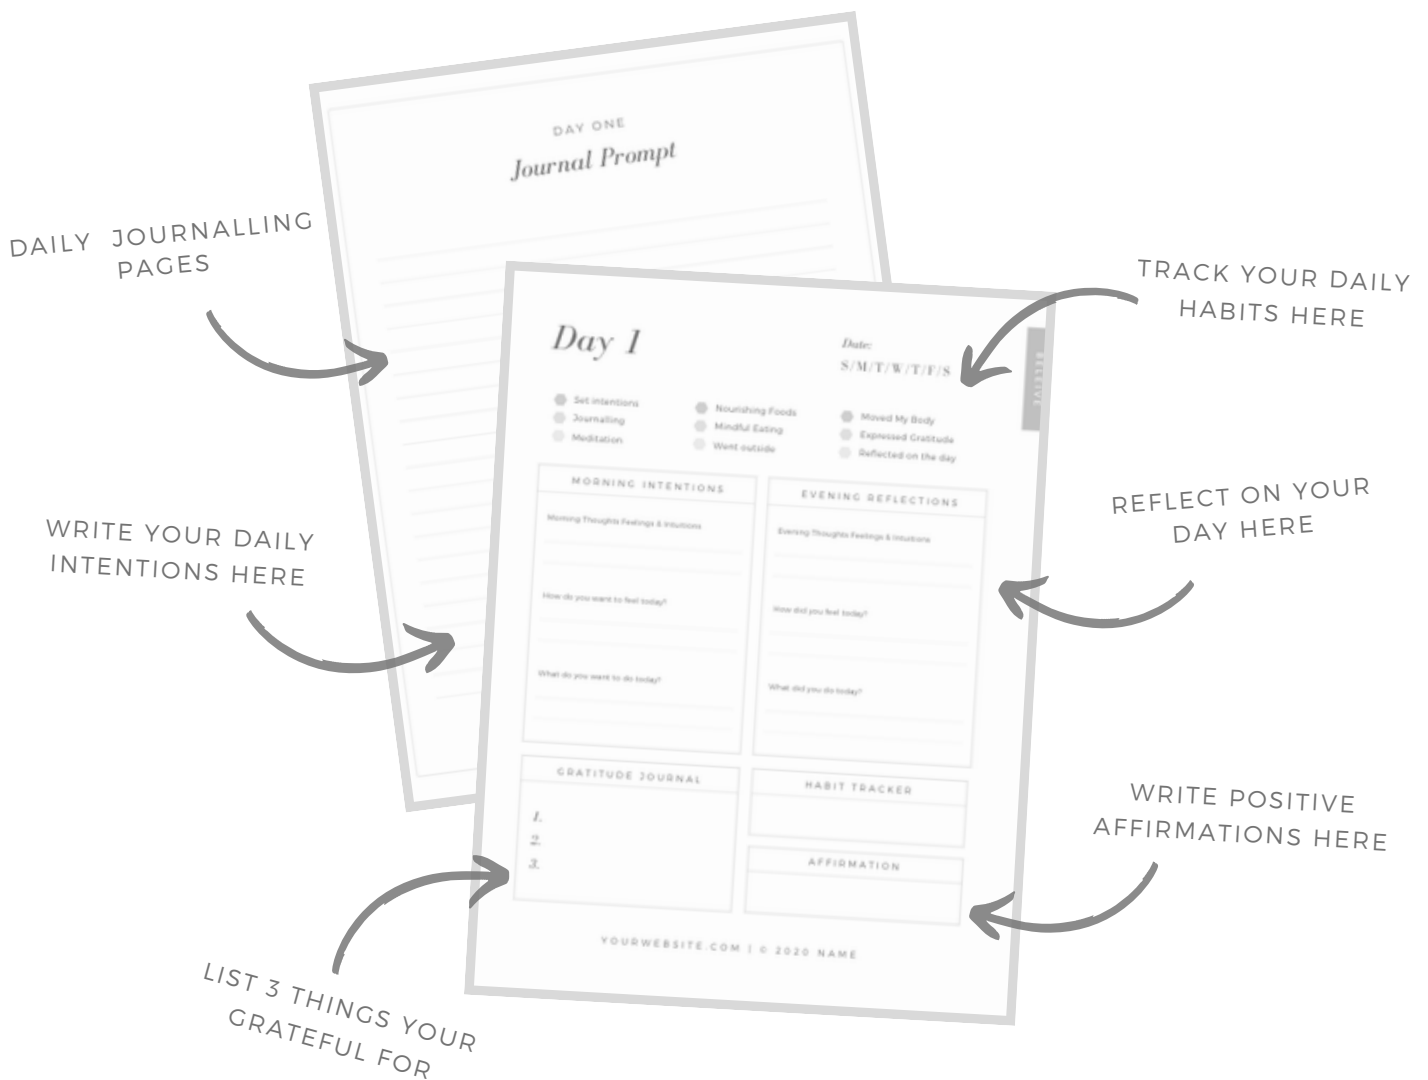 DAY ONE
Journal Prompt
DAILY JOURNALLING
PAGES
TRACK YOUR DAILY
HABITS HERE
Day 1
Date:
S/M/T/W/T/F/S
BELIEVE
Set intentions
Journalling
Meditation
Nourishing Foods
Mindful Eating
Went outside
Moved My Body
Expressed Gratitude
Reflected on the day
WRITE YOUR DAILY
INTENTIONS HERE
MORNING INTENTIONS
Morning Thoughts Feelings & Intuitions
How do you want to feel today?
What do you want to do today?
EVENING REFLECTIONS
Evening Thoughts Feelings & Intuitions
How did you feel today?
What did you do today?
REFLECT ON YOUR
DAY HERE
GRATITUDE JOURNAL
1.
2.
3.
HABIT TRACKER
AFFIRMATION
WRITE POSITIVE
AFFIRMATIONS HERE
YOURWEBSITE.COM | © 2020 NAME
LIST 3 THINGS YOUR
GRATEFUL FOR